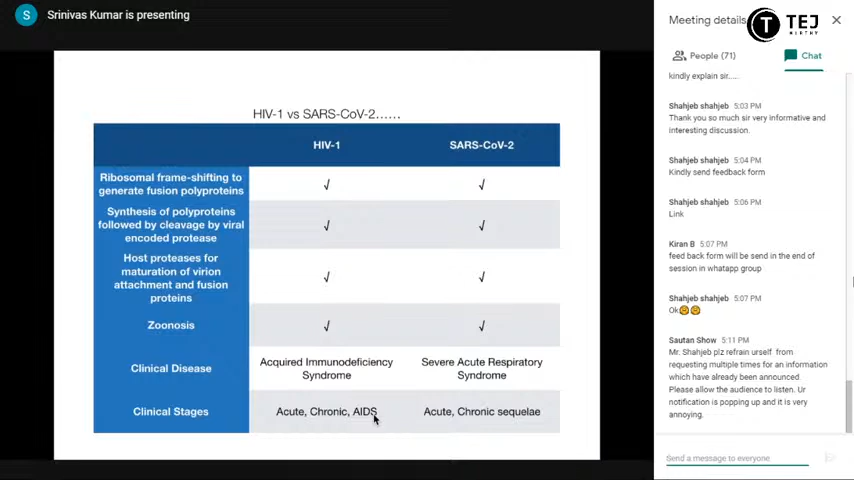 S
Srinivas Kumar is presenting
HIV-1 vs SARS-CoV-2......
HIV-1 SARS-CoV-2
Ribosomal frame-shifting to
generate fusion polyproteins
√ √
Synthesis of polyproteins
followed by cleavage by viral
encoded protease
√ √
Host proteases for
maturation of virion
attachment and fusion
proteins
√ √
Zoonosis √ √
Clinical Disease
Acquired Immunodeficiency
Syndrome
Severe Acute Respiratory
Syndrome
Clinical Stages Acute, Chronic, AIDS Acute, Chronic sequelae
Meeting details
T TEJ
People (71) Chat
kindly explain sir.....
Shahjeb shahjeb 5:03 PM
Thank you so much sir very informative and
interesting discussion.
Shahjeb shahjeb 5:04 PM
Kindly send feedback form
Shahjeb shahjeb 5:06 PM
Link
Kiran B 5:07 PM
feed back form will be send in the end of
session in whatapp group
Shahjeb shahjeb 5:07 PM
Ok
Sautan Show 5:11 PM
Mr. Shahjeb plz refrain urself from
requesting multiple times for an information
which have already been announced.
Please allow the audience to listen. Ur
notification is popping up and it is very
annoying.
Send a message to everyone